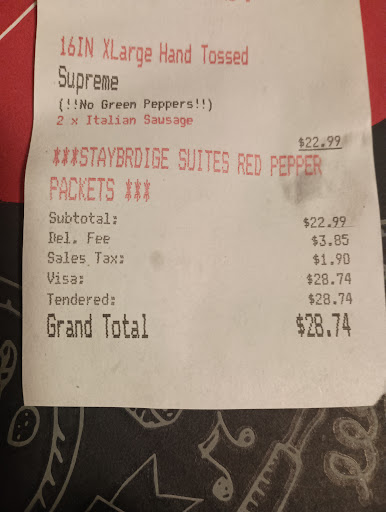 16IN XLarge Hand Tossed
Supreme
(!!No Green Peppers!!)
2 x Italian Sausage
$22.99
***STAYBRDIGE SUITES RED PEPPER
PACKETS ***
Subtotal: $22.99
Del. Fee $3.85
Sales Tax: $1.90
Visa: $28.74
Tendered: $28.74
Grand Total $28.74